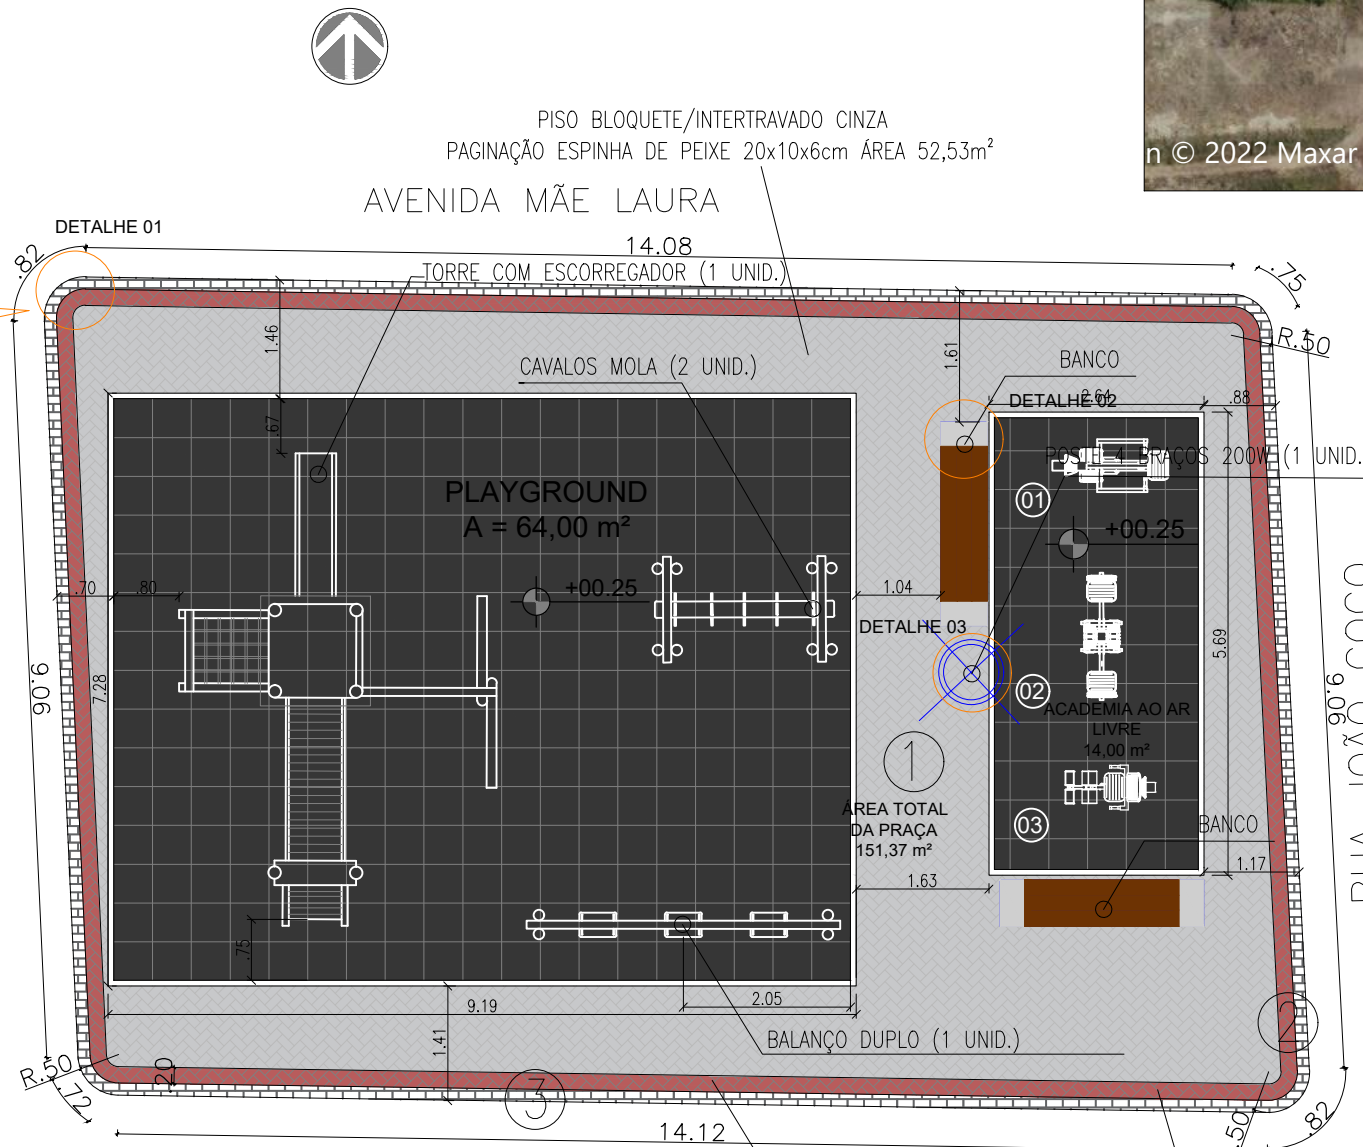 n © 2022 Maxar
PISO BLOQUETE/INTERTRAVADO CINZA
PAGINAÇÃO ESPINHA DE PEIXE 20x10x6cm ÁREA 52,53m²
AVENIDA MÃE LAURA
DETALHE 01
.82
14.08
.75
TORRE COM ESCORREGADOR (1 UNID.)
R.50
1.46
1.61
BANCO
CAVALOS MOLA (2 UNID.)
2.64
.88
DETALHE 02
.67
POSTE 4 BRAÇOS 200W (1 UNID.
PLAYGROUND
A = 64,00 m²
01
+00.25
+00.25
.70
.80
1.04
DETALHE 03
5.69
9.06
7.28
02
9.06
ACADEMIA AO AR
LIVRE
14,00 m²
1
ÁREA TOTAL
DA PRAÇA
151,37 m²
03
BANCO
1.17
1.63
.75
9.19
2.05
2
1.41
BALANÇO DUPLO (1 UNID.)
R.50
.72
.20
3
.50
.82
14.12